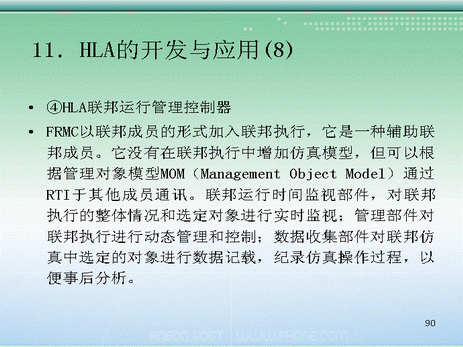 11. HLA的开发与应用(8)
• ④HLA联邦运行管理控制器
• FRMC以联邦成员的形式加入联邦执行，它是一种辅助联
邦成员。它没有在联邦执行中增加仿真模型，但可以根
据管理对象模型MOM（Management Object Model）通过
RTI于其他成员通讯。联邦运行时间监视部件，对联邦
执行的整体情况和选定对象进行实时监视；管理部件对
联邦执行进行动态管理和控制；数据收集部件对联邦仿
真中选定的对象进行数据记载，纪录仿真操作过程，以
便事后分析。
90